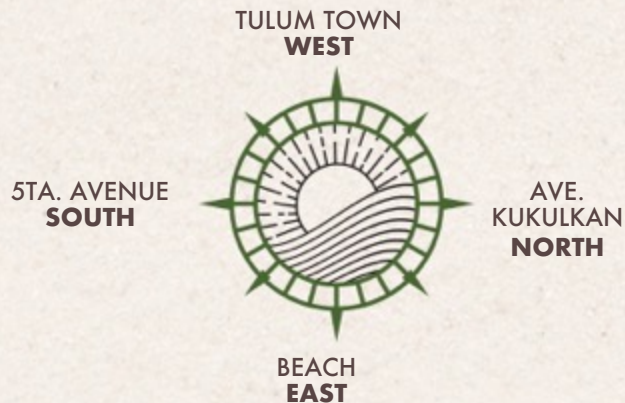 TULUM TOWN
WEST
5TA. AVENUE
SOUTH
AVE.
KUKULKAN
NORTH
BEACH
EAST